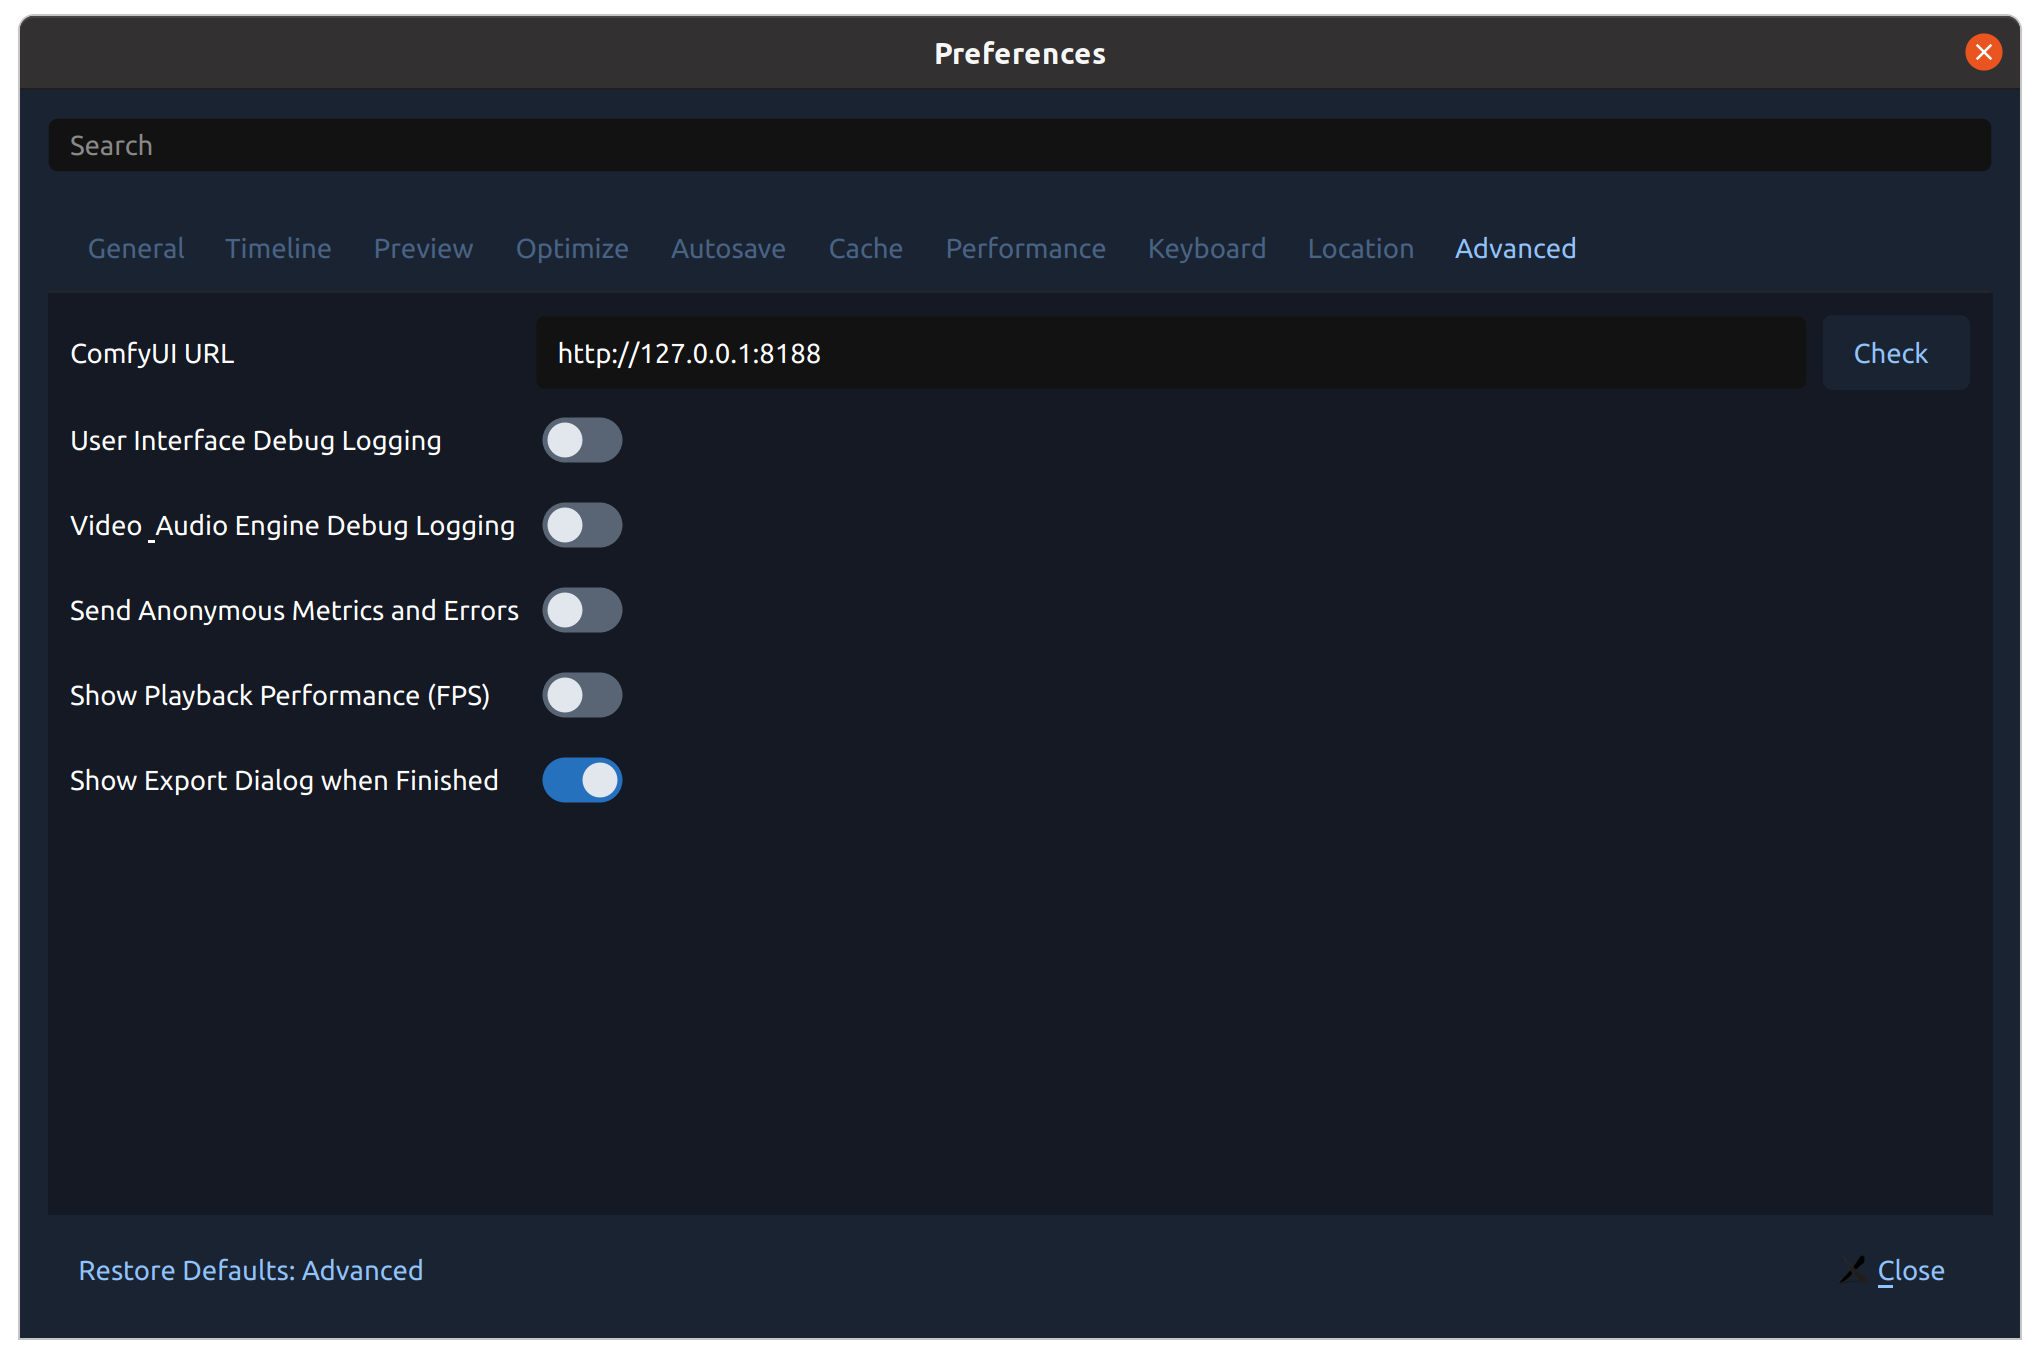 Preferences
Search
General Timeline Preview Optimize Autosave Cache Performance Keyboard Location Advanced
ComfyUI URL http://127.0.0.1:8188 Check
User Interface Debug Logging
Video _Audio Engine Debug Logging
Send Anonymous Metrics and Errors
Show Playback Performance (FPS)
Show Export Dialog when Finished
Restore Defaults: Advanced Close